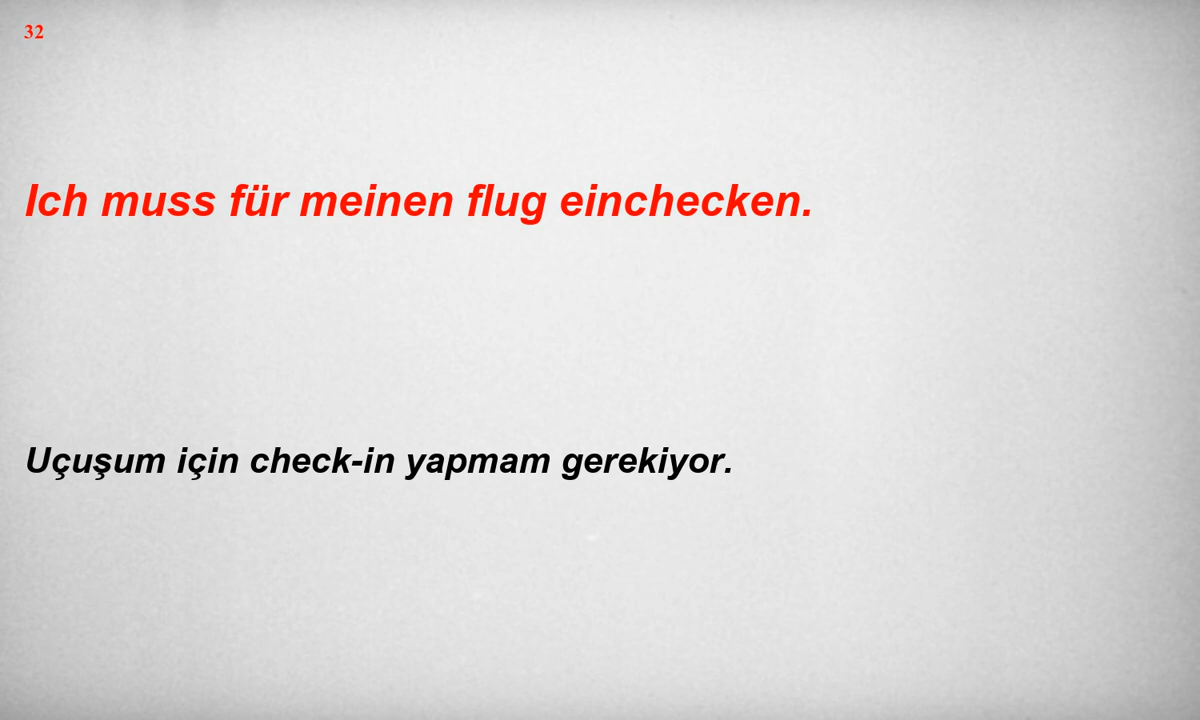 32
Ich muss für meinen flug einchecken.
Uçuşum için check-in yapmam gerekiyor.